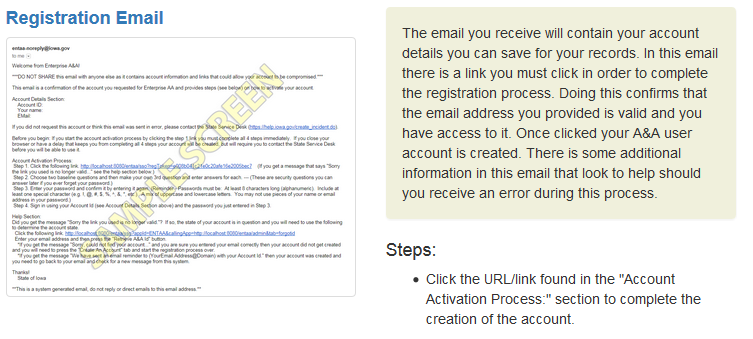 Registration Email
entaa.noreply@iowa.gov
to me
Welcome from Enterprise A&A!
***DO NOT SHARE this email with anyone else as it contains account information and links that could allow your account to be compromised.***
This email is a confirmation of the account you requested for Enterprise AA and provides steps (see below) on how to activate your account.
Account Details Section:
Account ID:
Your name:
EMail:
If you did not request this account or think this email was sent in error, please contact the State Service Desk (https://help.iowa.gov/create_incident.do).
Before you begin: If you start the account activation process by clicking the step 1 link you must complete all 4 steps immediately. If you close your
browser or have a delay that keeps you from completing all 4 steps your account will be created, but will require you to contact the State Service Desk
before you will be able to use it.
Account Activation Process:
Step 1. Click the following link: (If you get a message that says "Sorry
the link you used is no longer valid..." see the help section below.)
Step 2. Choose two baseline questions and then make your own 3rd question and enter answers for each. --- (These are security questions you can
answer later if you ever forget your password.)
Step 3. Enter your password and confirm it by entering it again. (Reminder) Passwords must be: At least 8 characters long (alphanumeric). Include at
least one special character (e.g. !, @, #, $, %, ^, &, *, etc). A mix of uppercase and lowercase letters. You may not use pieces of your name or email
address in your password.)
Step 4. Sign in using your Account Id (see Account Details Section above) and the password you just entered in Step 3.
Help Section:
Did you get the message "Sorry the link you used is no longer valid."? If so, the state of your account is in question and you will need to use the following
to determine the account state.
Click the following link:
Enter your email address and then press the "Retrieve A&A Id" button.
"If you get the message "Sorry, could not find your account..." and you are sure you entered your email correctly then your account did not get created
and you will need to press the "Create An Account" tab and start the registration process over.
"If you get the message "We have sent an email reminder to (YourEmail Address@Domain) with your Account Id." then your account was created and
you need to go back to your email and check for a new message from this system.
Thanks!
State of Iowa
**This is a system generated email, do not reply or direct emails to this email address.**
SAMPLE SCREEN
The email you receive will contain your account
details you can save for your records. In this email
there is a link you must click in order to complete
the registration process. Doing this confirms that
the email address you provided is valid and you
have access to it. Once clicked your A&A user
account is created. There is some additional
information in this email that look to help should
you receive an error during this process.
Steps:
• Click the URL/link found in the "Account
Activation Process:" section to complete the
creation of the account.